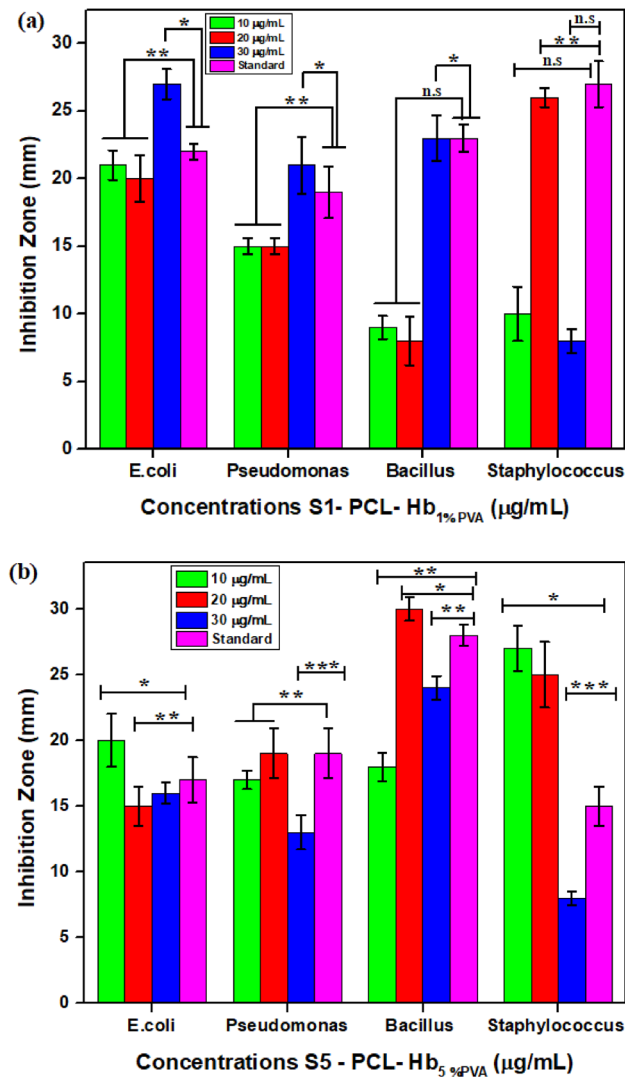 (a)
10 µg/mL
20 µg/mL
30 µg/mL
Standard
n.s
*
**
**
*
**
*
n.s
n.s
30
25
20
15
10
5
0
Inhibition Zone (mm)
E.coli Pseudomonas Bacillus Staphylococcus
Concentrations S1- PCL- Hb1%PVA (µg/mL)
(b)
10 µg/mL
20 µg/mL
30 µg/mL
Standard
**
*
**
*
***
***
*
**
**
30
25
20
15
10
5
0
Inhibition Zone (mm)
E.coli Pseudomonas Bacillus Staphylococcus
Concentrations S5 - PCL- Hb5 %PVA (µg/mL)